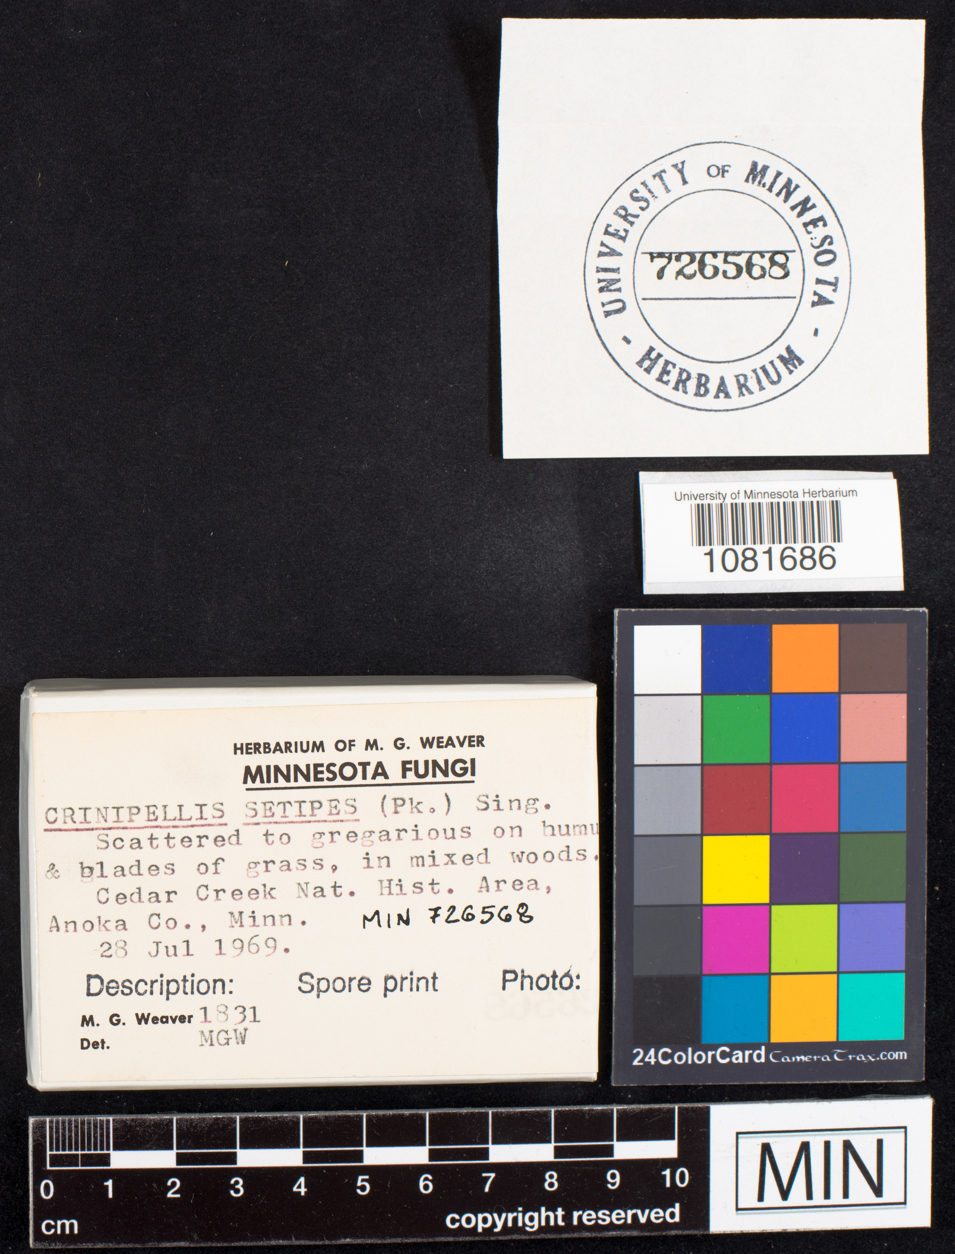 UNIVERSITY OF MINNESOTA
726568
- HERBARIUM -
University of Minnesota Herbarium
1081686
HERBARIUM OF M. G. WEAVER
MINNESOTA FUNGI
CRINIPELLIS SETIPES (Pk.) Sing.
Scattered to gregarious on humu
& blades of grass, in mixed woods.
Cedar Creek Nat. Hist. Area,
Anoka Co., Minn. MIN 726568
28 Jul 1969.
Description: Spore print Photo:
M. G. Weaver 1831
Det. MGW
24ColorCard CameraTrax.com
0 1 2 3 4 5 6 7 8 9 10
cm
copyright reserved
MIN